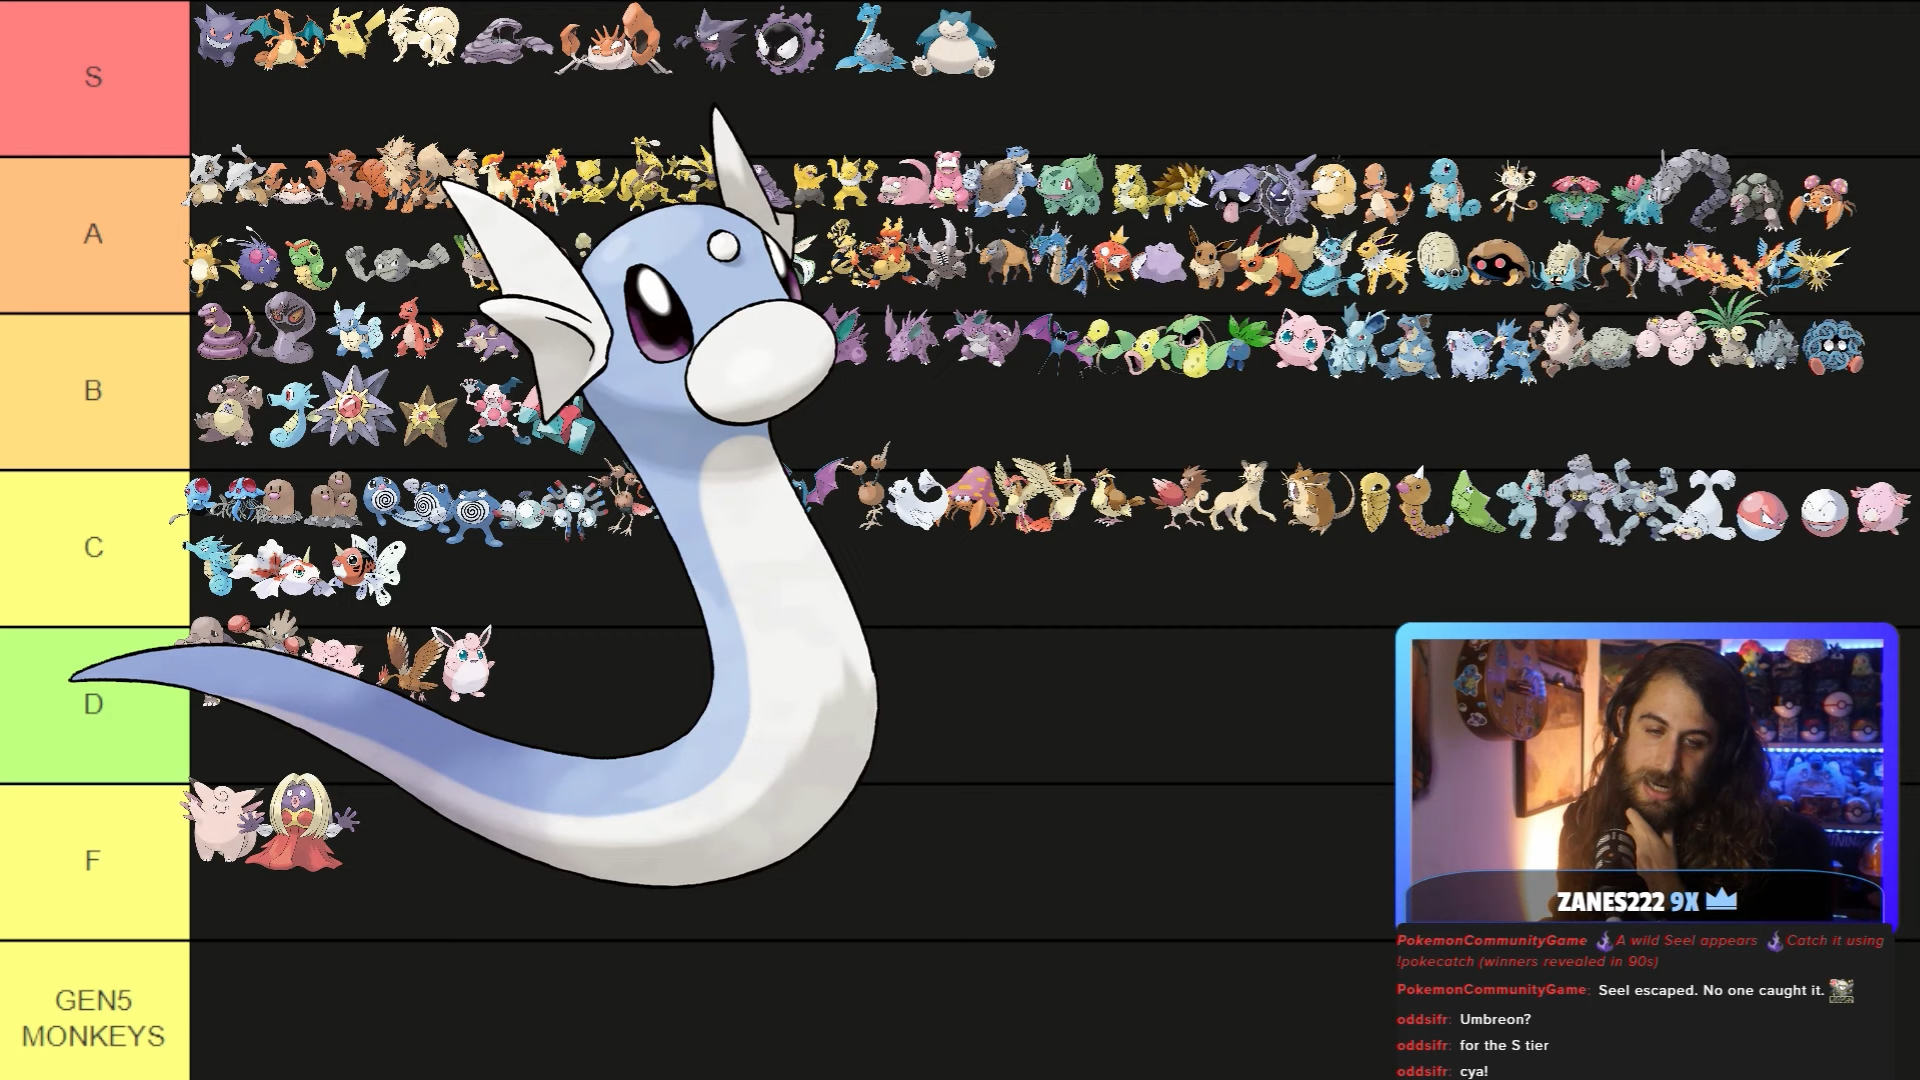 S
A
B
C
D
F
GEN5
MONKEYS
ZANES222 9X
PokemonCommunityGame A wild Seel appears Catch it using
!pokecatch (winners revealed in 90s)
PokemonCommunityGame: Seel escaped. No one caught it.
oddsifr: Umbreon?
oddsifr: for the S tier
oddsifr: cya!